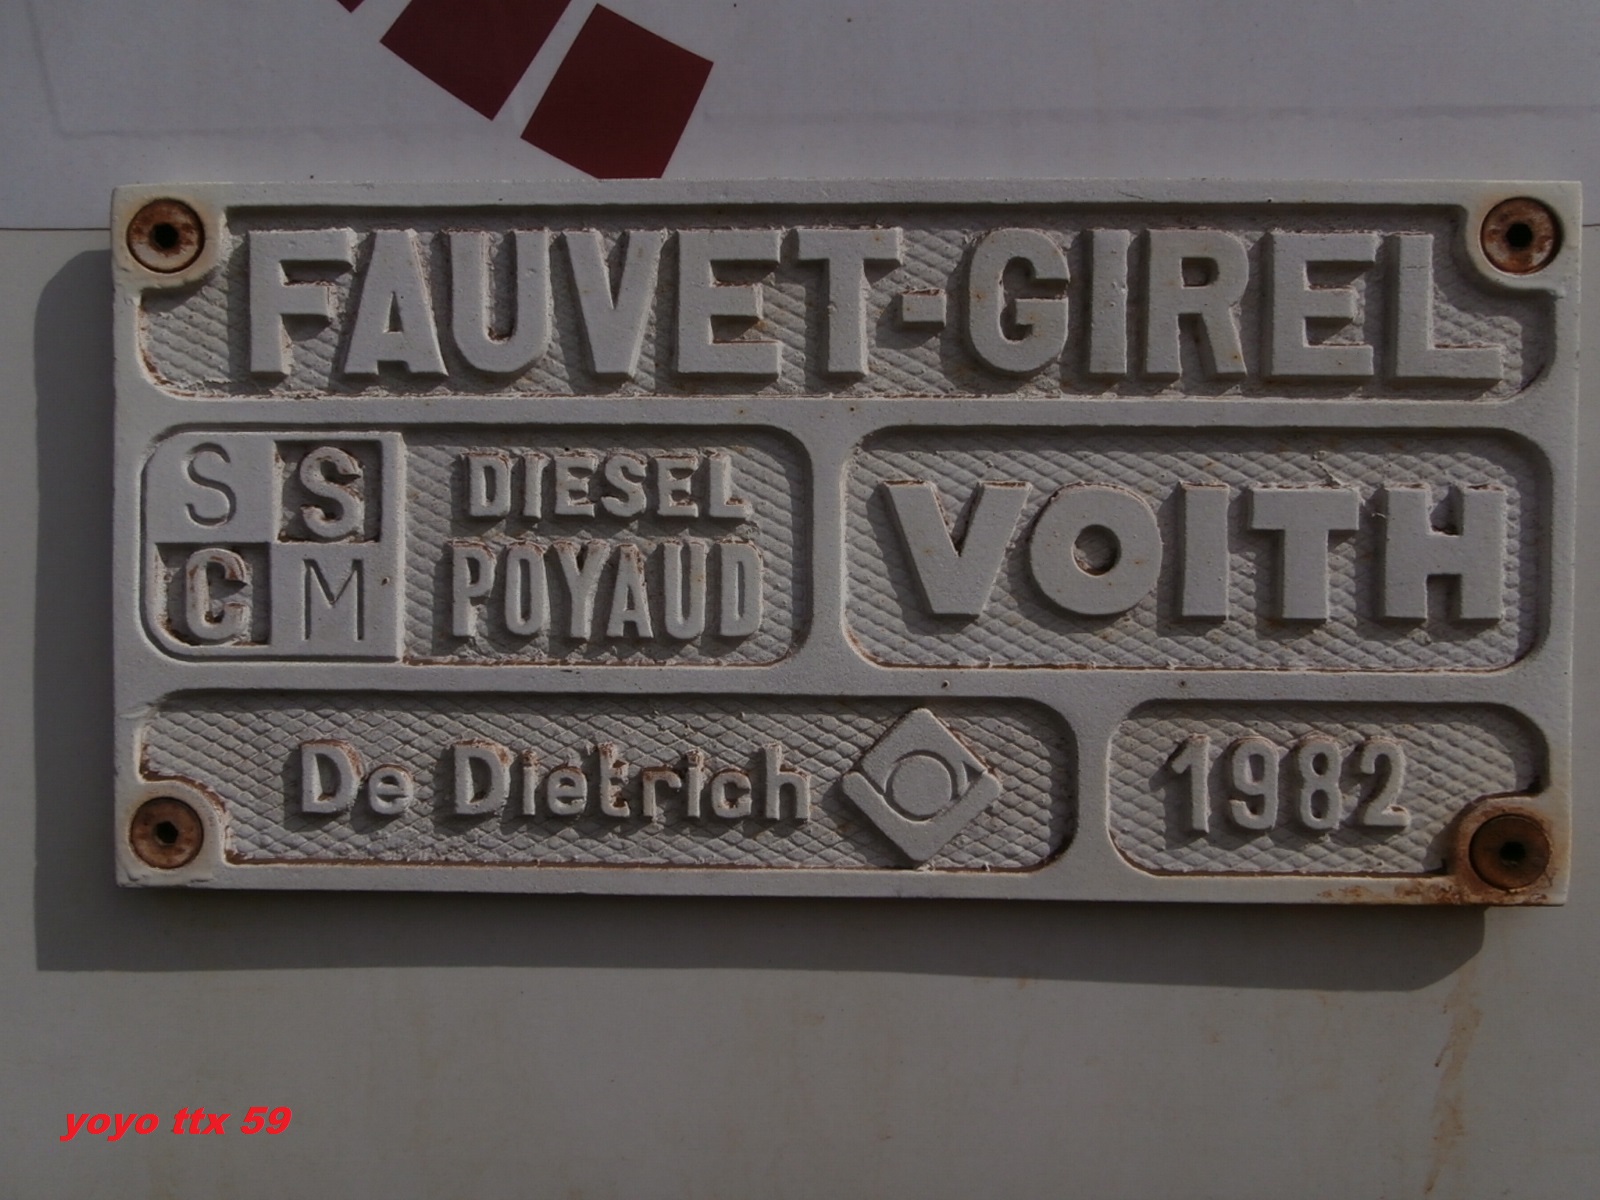 FAUVET-GIREL
S S
C M
DIESEL
POYAUD
VOITH
De Dietrich
1982
yoyo ttx 59